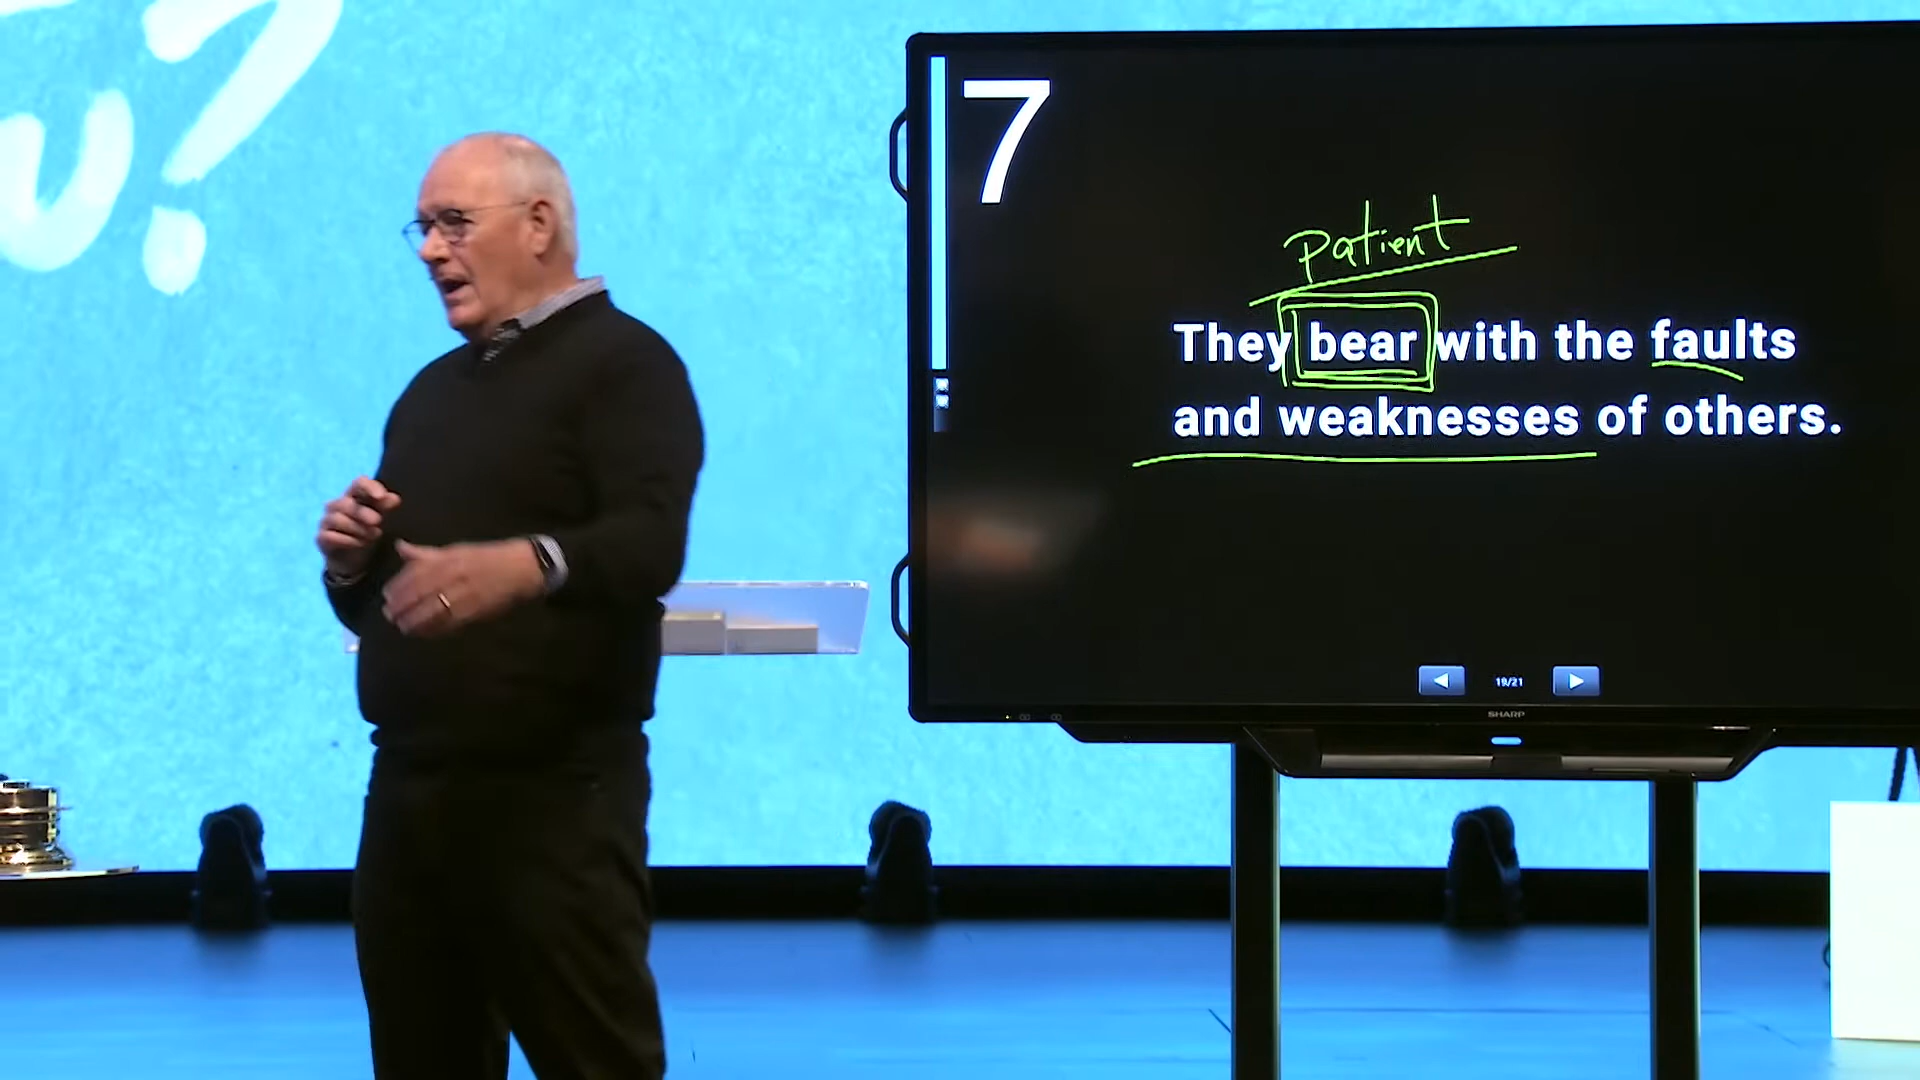 u?
7
patient
They bear with the faults
and weaknesses of others.
19/21
SHARP